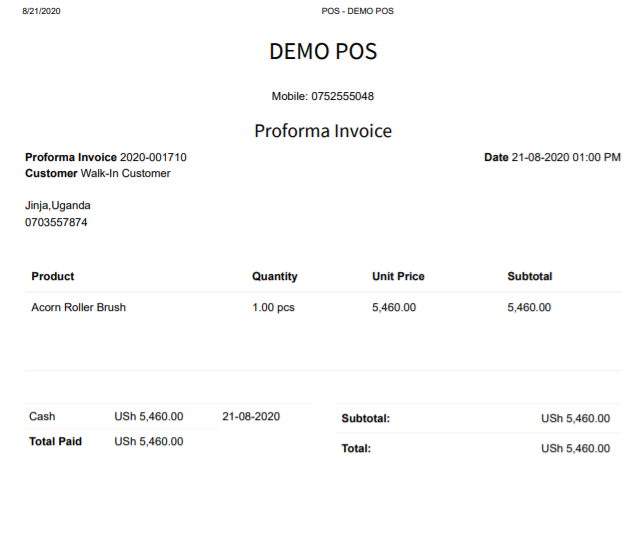 8/21/2020 POS - DEMO POS
DEMO POS
Mobile: 0752555048
Proforma Invoice
Proforma Invoice 2020-001710 Date 21-08-2020 01:00 PM
Customer Walk-In Customer
Jinja,Uganda
0703557874
Product Quantity Unit Price Subtotal
Acorn Roller Brush 1.00 pcs 5,460.00 5,460.00
Cash USh 5,460.00 21-08-2020
Total Paid USh 5,460.00
Subtotal: USh 5,460.00
Total: USh 5,460.00